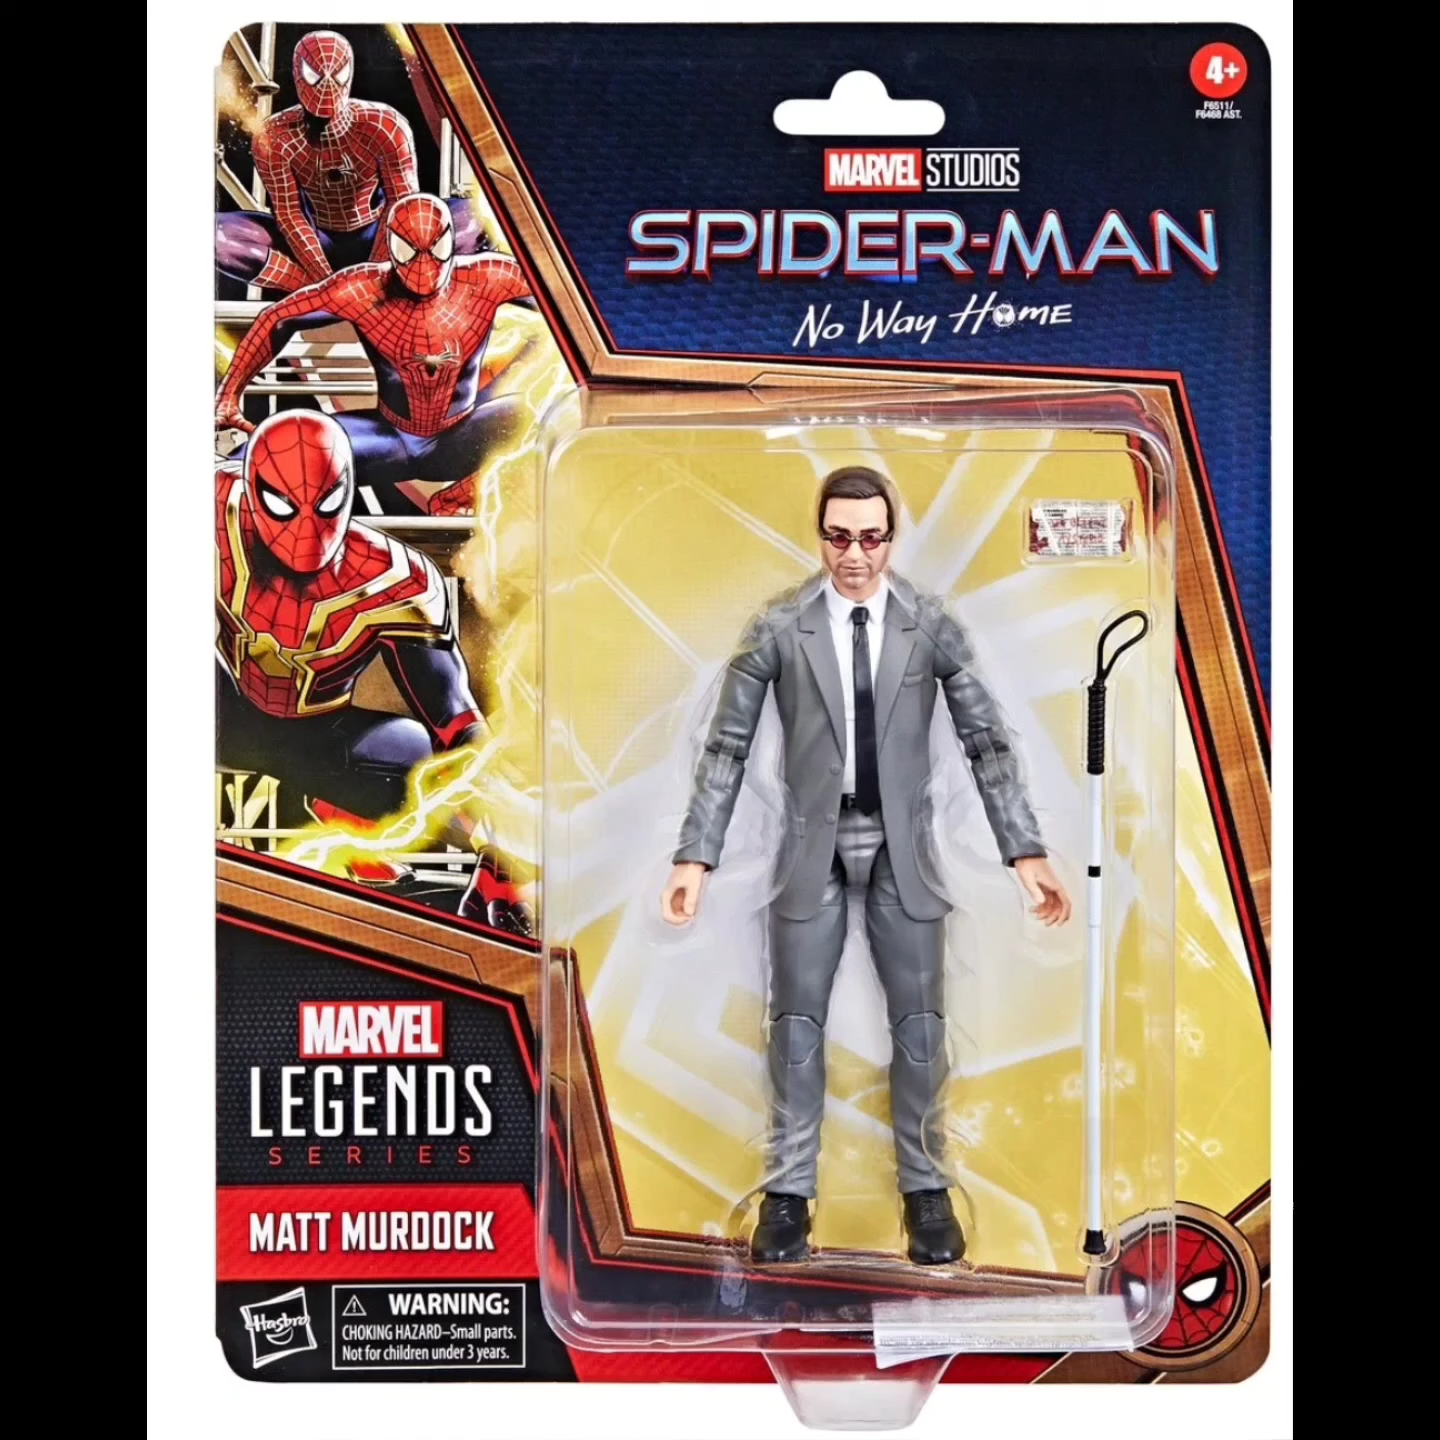 4+
F6511/
F6468 AST.
MARVEL STUDIOS
SPIDER-MAN
No Way Home
MARVEL
LEGENDS
SERIES
MATT MURDOCK
Hasbro
WARNING:
CHOKING HAZARD–Small parts.
Not for children under 3 years.